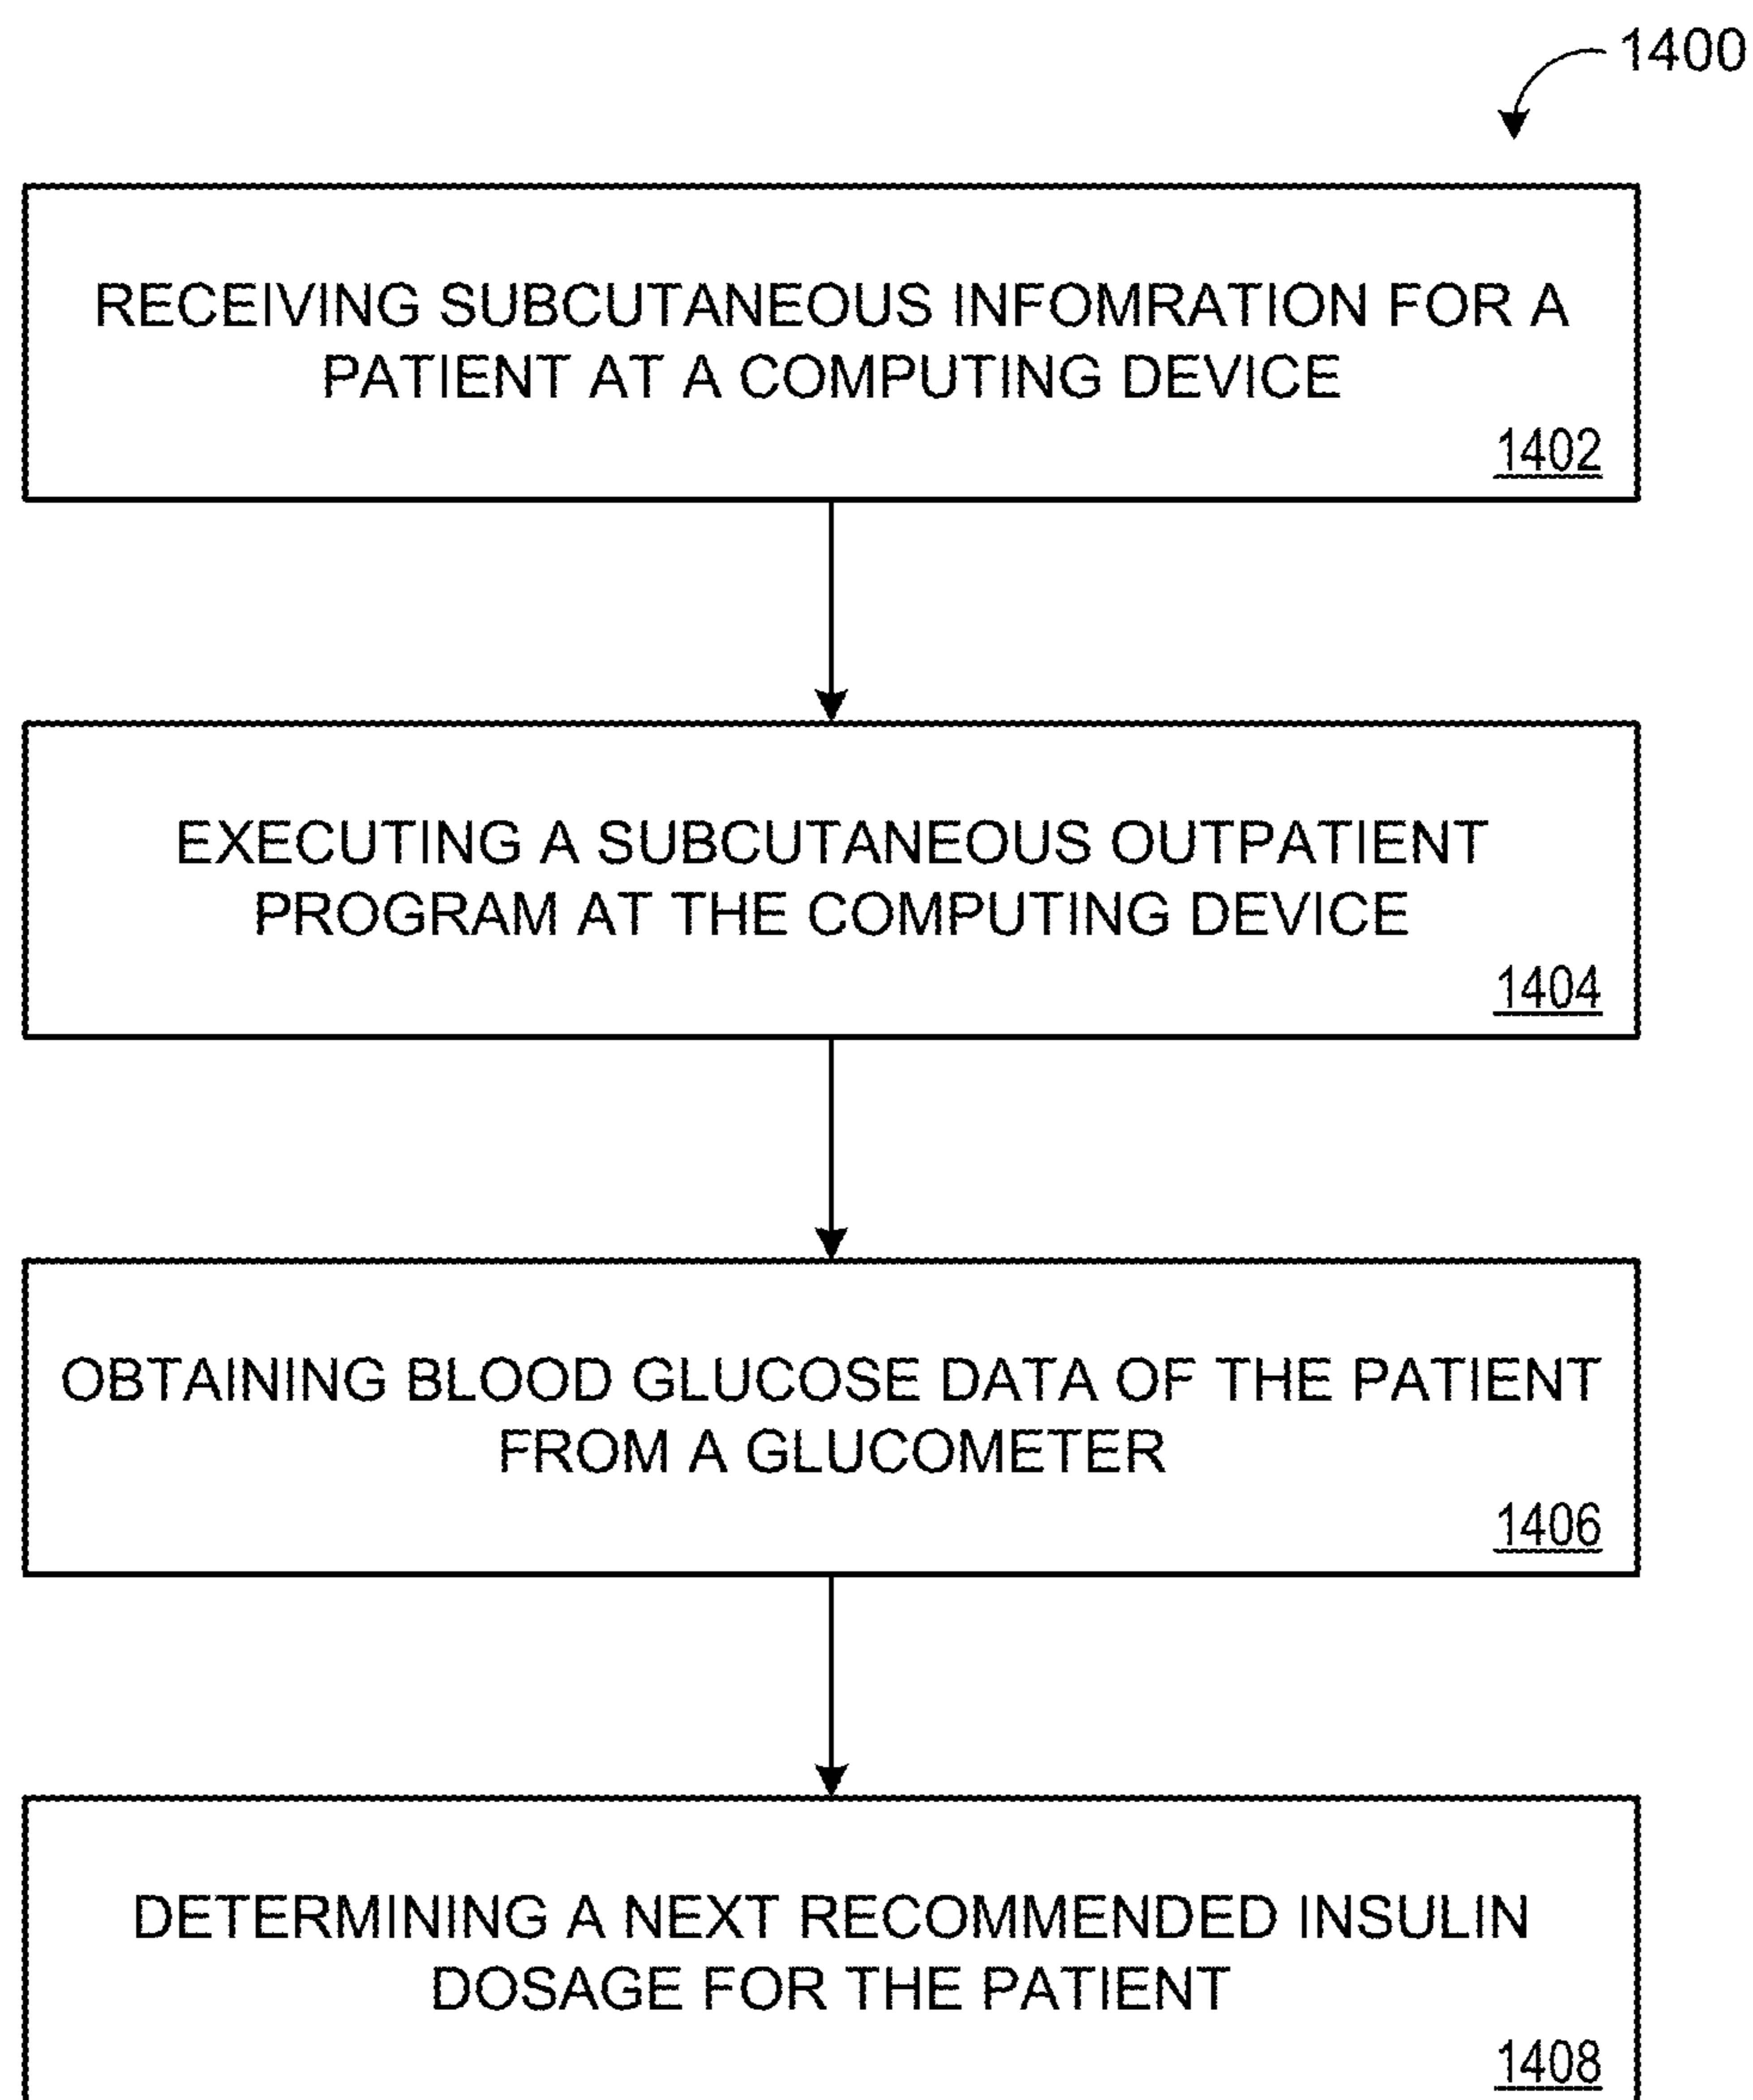 1400
RECEIVING SUBCUTANEOUS INFOMRATION FOR A
PATIENT AT A COMPUTING DEVICE
1402
EXECUTING A SUBCUTANEOUS OUTPATIENT
PROGRAM AT THE COMPUTING DEVICE
1404
OBTAINING BLOOD GLUCOSE DATA OF THE PATIENT
FROM A GLUCOMETER
1406
DETERMINING A NEXT RECOMMENDED INSULIN
DOSAGE FOR THE PATIENT
1408